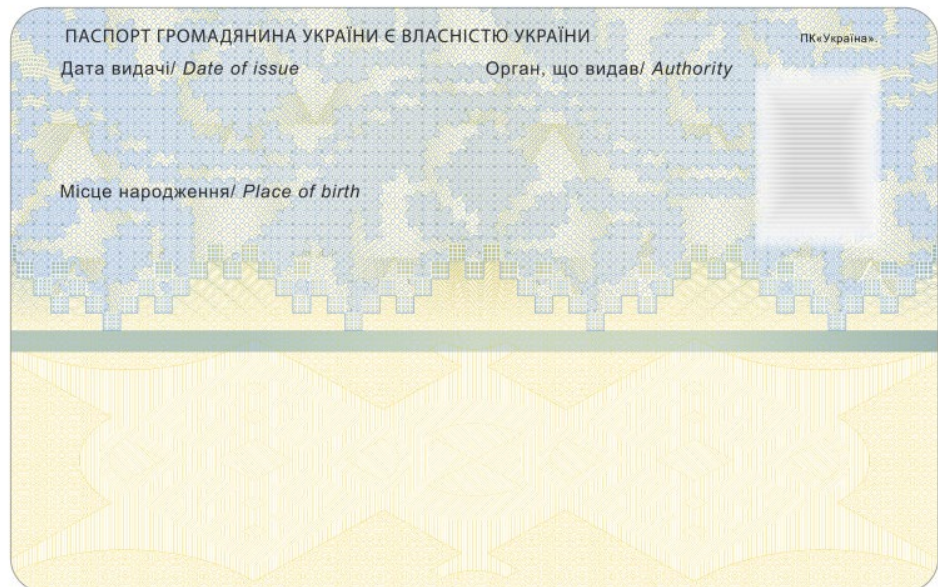 ПАСПОРТ ГРОМАДЯНИНА УКРАЇНИ Є ВЛАСНІСТЮ УКРАЇНИ
ПК«Україна».
Дата видачі/ Date of issue
Орган, що видав/ Authority
Місце народження/ Place of birth